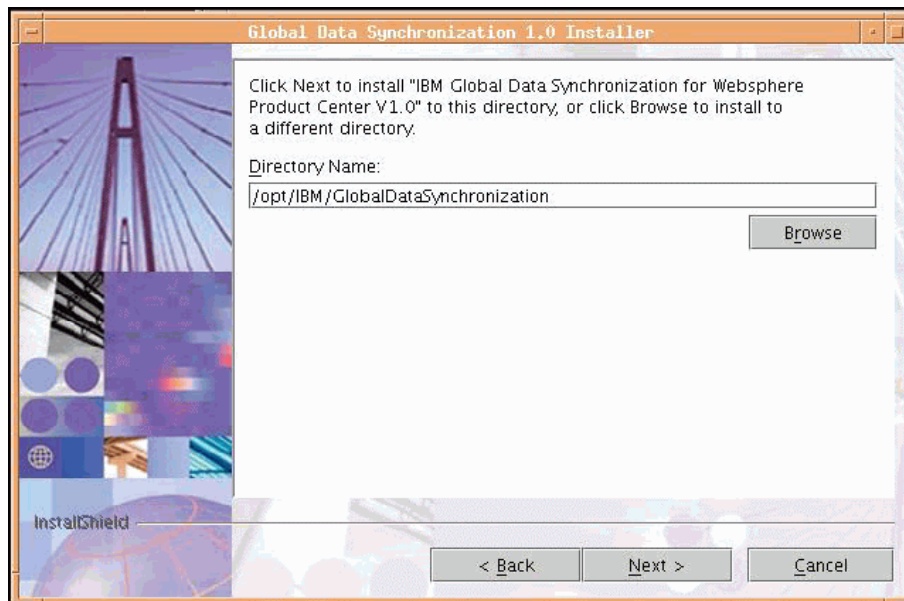 Global Data Synchronization 1.0 Installer
Click Next to install "IBM Global Data Synchronization for Websphere
Product Center V1.0" to this directory, or click Browse to install to
a different directory.
Directory Name:
/opt/IBM/GlobalDataSynchronization
Browse
InstallShield
< Back
Next >
Cancel